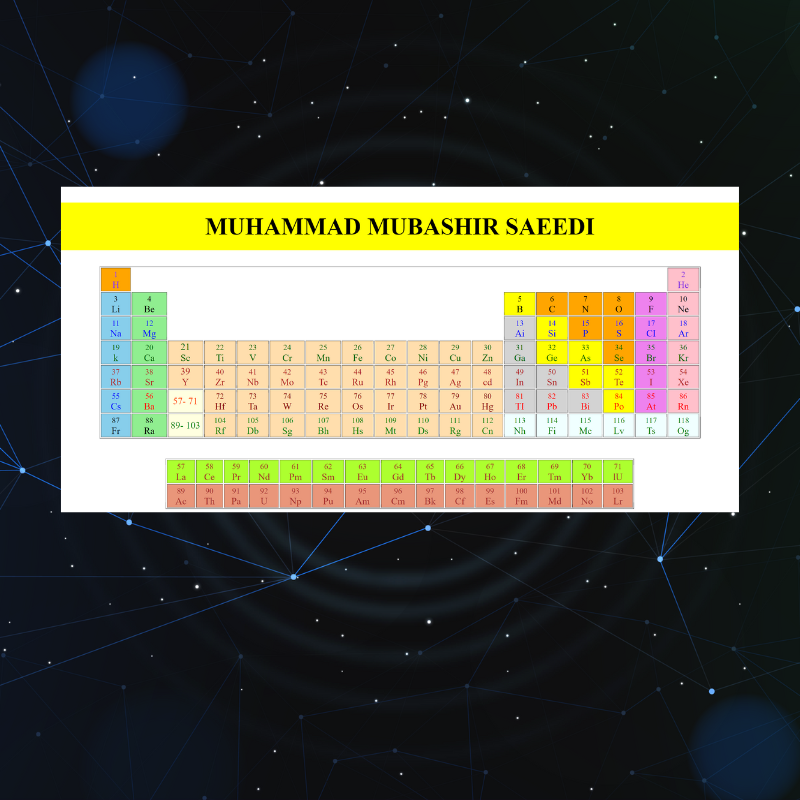 MUHAMMAD MUBASHIR SAEEDI
1 2
H He
3 4 5 6 7 8 9 10
Li Be B C N O F Ne
11 12 13 14 15 16 17 18
Na Mg Ai Si P S CI Ar
19 20 21 22 23 24 25 26 27 28 29 30 31 32 33 34 35 36
k Ca Sc Ti V Cr Mn Fe Co Ni Cu Zn Ga Ge As Se Br Kr
37 38 39 40 41 42 43 44 45 46 47 48 49 50 51 52 53 54
Rb Sr Y Zr Nb Mo Tc Ru Rh Pg Ag cd In Sn Sb Te I Xe
55 56 57- 71 72 73 74 75 76 77 78 79 80 81 82 83 84 85 86
Cs Ba Hf Ta W Re Os Ir Pt Au Hg Tl Pb Bi Po At Rn
87 88 89- 103 104 105 106 107 108 109 110 111 112 113 114 115 116 117 118
Fr Ra Rf Db Sg Bh Hs Mt Ds Rg Cn Nh Fi Mc Lv Ts Og
57 58 59 60 61 62 63 64 65 66 67 68 69 70 71
La Ce Pr Nd Pm Sm Eu Gd Tb Dy Ho Er Tm Yb IU
89 90 91 92 93 94 95 96 97 98 99 100 101 102 103
Ac Th Pa U Np Pu Am Cm Bk Cf Es Fm Md No Lr